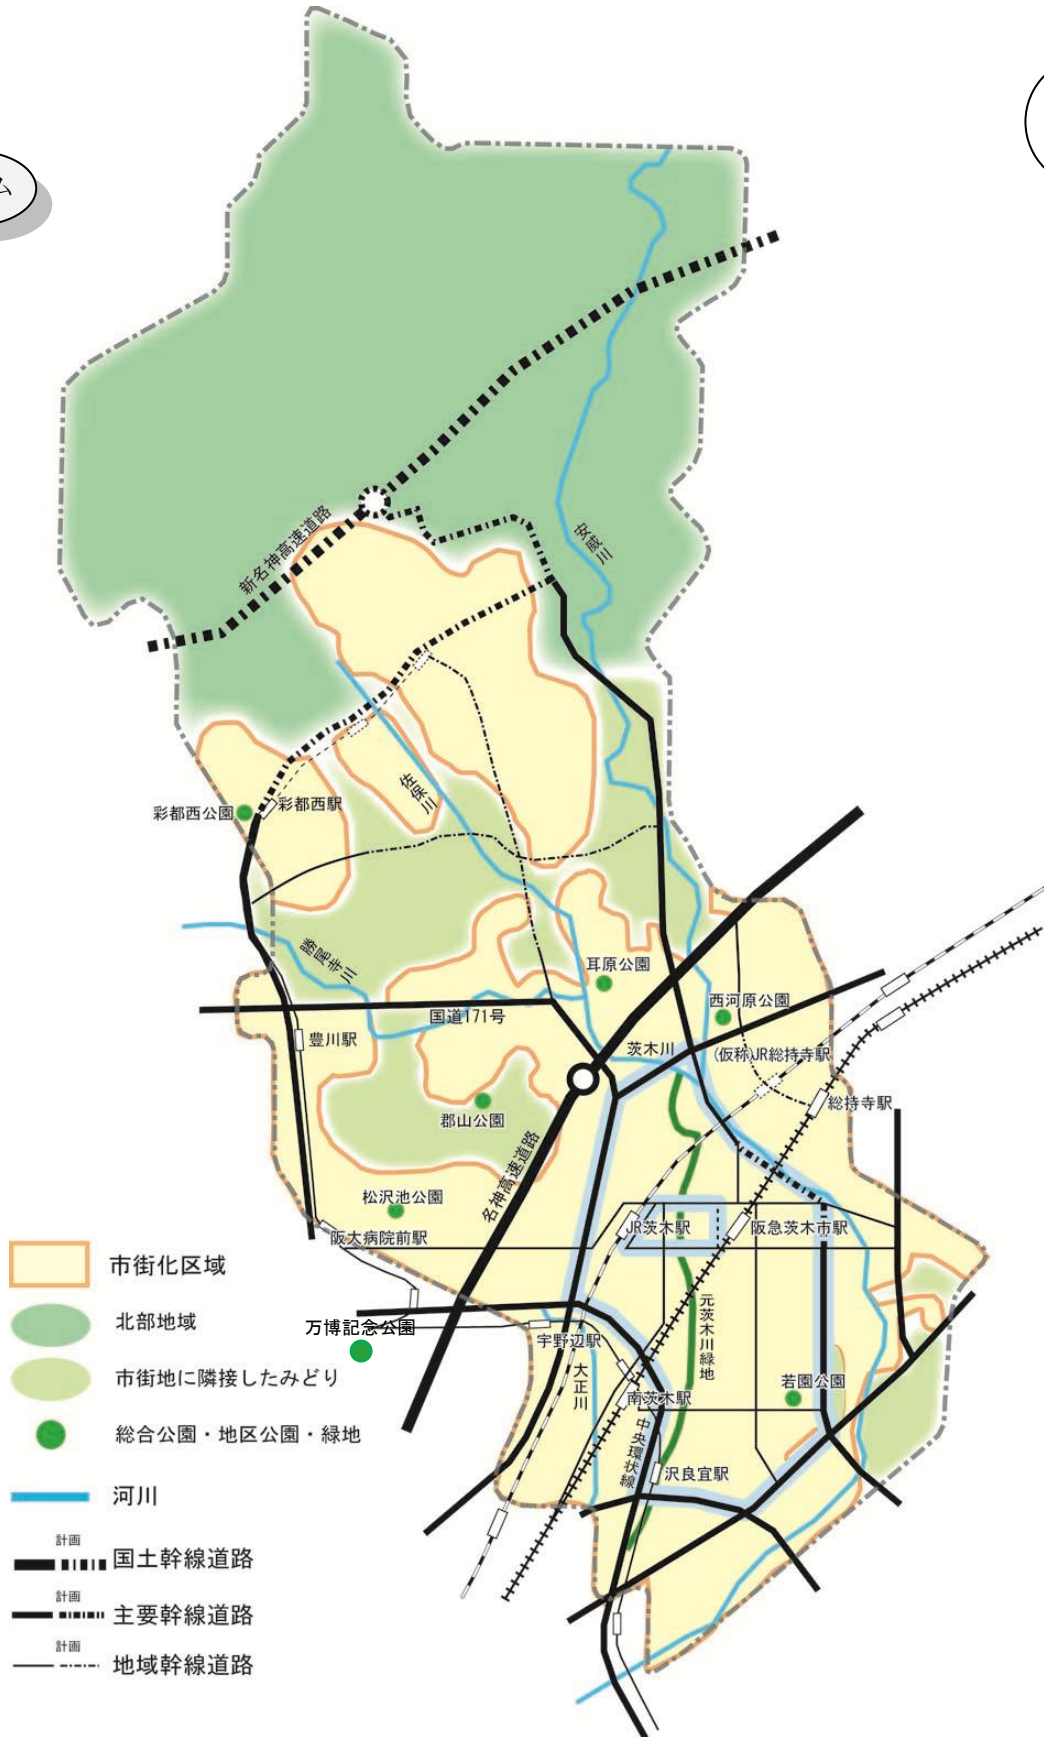 ム
新名神高速道路
安威川
佐保川
彩都西公園
彩都西駅
勝尾寺川
耳原公園
西河原公園
国道171号
豊川駅
茨木川
(仮称)JR総持寺駅
総持寺駅
郡山公園
名神高速道路
松沢池公園
阪大病院前駅
JR茨木駅
阪急茨木市駅
市街化区域
北部地域
万博記念公園
宇野辺駅
元茨木川緑地
市街地に隣接したみどり
大正川
南茨木駅
若園公園
中央環状線
総合公園・地区公園・緑地
沢良宜駅
河川
計画
国土幹線道路
計画
主要幹線道路
計画
地域幹線道路